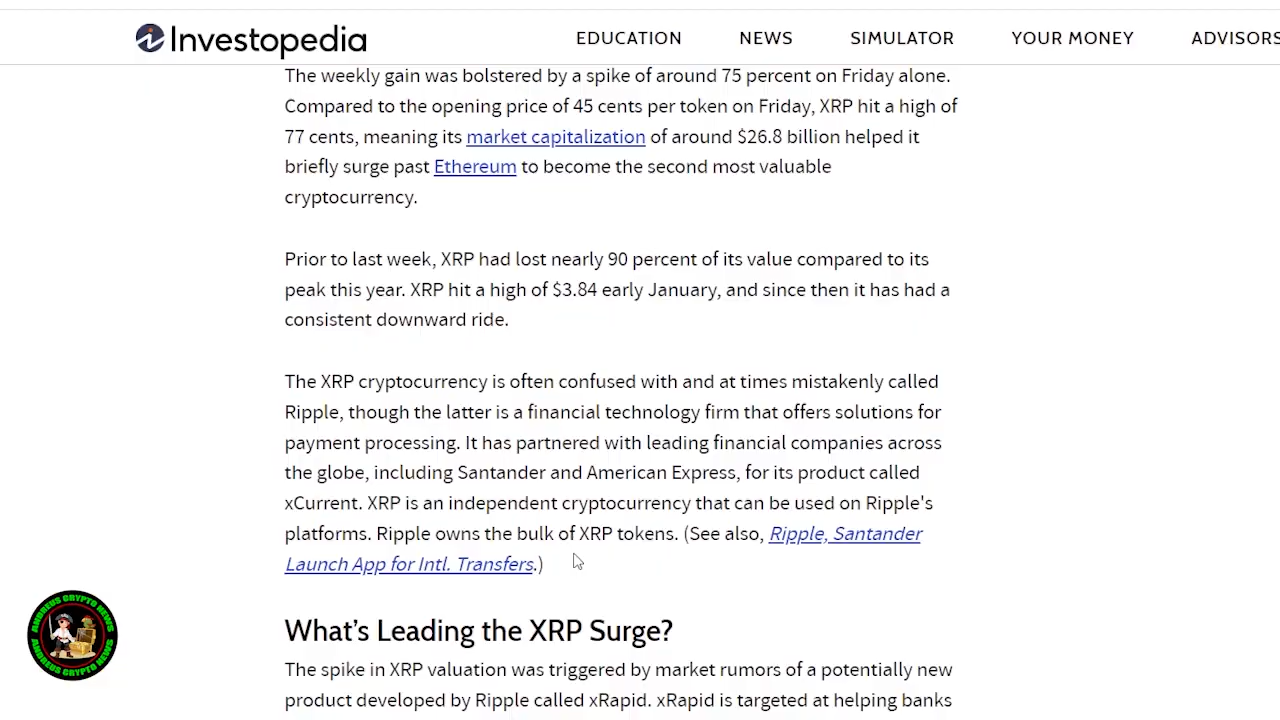 Investopedia
EDUCATION NEWS SIMULATOR YOUR MONEY ADVISORS
The weekly gain was bolstered by a spike of around 75 percent on Friday alone.
Compared to the opening price of 45 cents per token on Friday, XRP hit a high of
77 cents, meaning its market capitalization of around $26.8 billion helped it
briefly surge past Ethereum to become the second most valuable
cryptocurrency.
Prior to last week, XRP had lost nearly 90 percent of its value compared to its
peak this year. XRP hit a high of $3.84 early January, and since then it has had a
consistent downward ride.
The XRP cryptocurrency is often confused with and at times mistakenly called
Ripple, though the latter is a financial technology firm that offers solutions for
payment processing. It has partnered with leading financial companies across
the globe, including Santander and American Express, for its product called
xCurrent. XRP is an independent cryptocurrency that can be used on Ripple's
platforms. Ripple owns the bulk of XRP tokens. (See also, Ripple, Santander
Launch App for Intl. Transfers.)
What's Leading the XRP Surge?
The spike in XRP valuation was triggered by market rumors of a potentially new
product developed by Ripple called xRapid. xRapid is targeted at helping banks
ANDREUS CRYPTO NEWS
ANDREUS CRYPTO NEWS